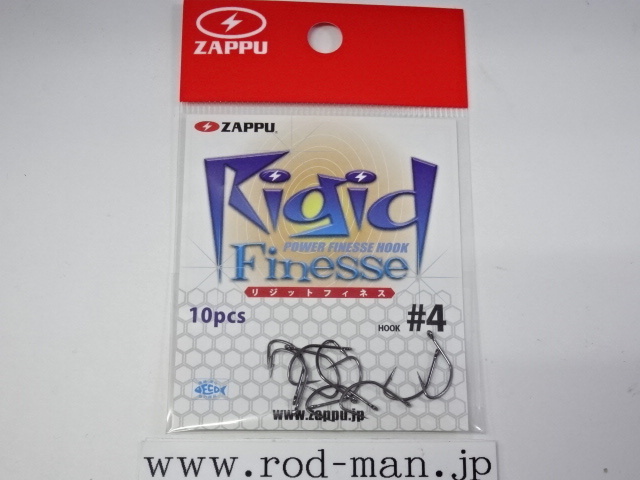 ZAPPU
ZAPPU
Rigid
POWER FINESSE HOOK
Finesse
リジットフィネス
10pcs
HOOK #4
www.zappu.jp
www.rod-man.jp